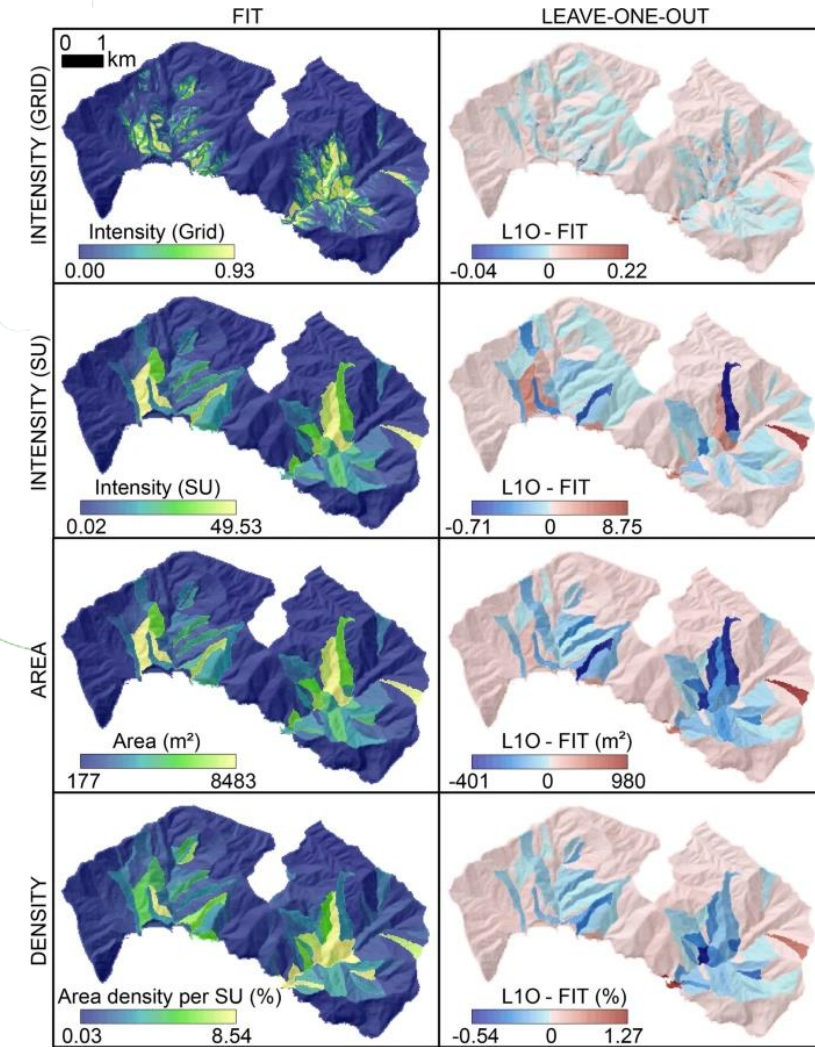 FIT
LEAVE-ONE-OUT
INTENSITY (GRID)
0 1
km
Intensity (Grid)
0.00 0.93
L1O - FIT
-0.04 0 0.22
INTENSITY (SU)
Intensity (SU)
0.02 49.53
L1O - FIT
-0.71 0 8.75
AREA
Area (m²)
177 8483
L1O - FIT (m²)
-401 0 980
DENSITY
Area density per SU (%)
0.03 8.54
L1O - FIT (%)
-0.54 0 1.27